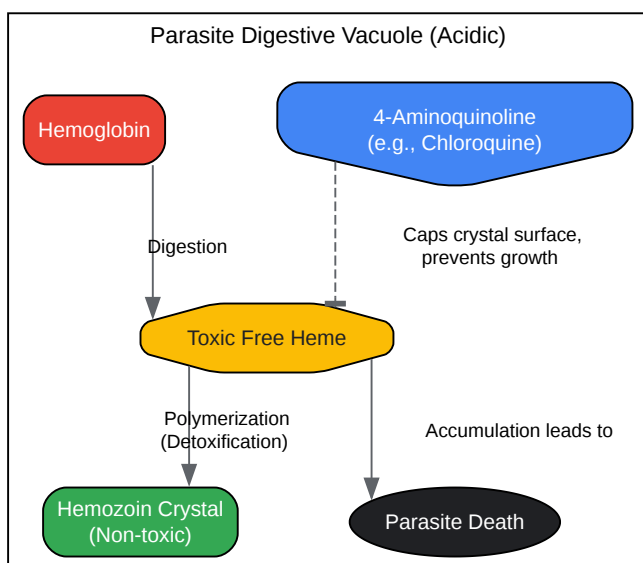 Parasite Digestive Vacuole (Acidic)
Hemoglobin
4-Aminoquinoline
(e.g., Chloroquine)
Digestion
Caps crystal surface,
prevents growth
Toxic Free Heme
Polymerization
(Detoxification)
Accumulation leads to
Hemozoin Crystal
(Non-toxic)
Parasite Death